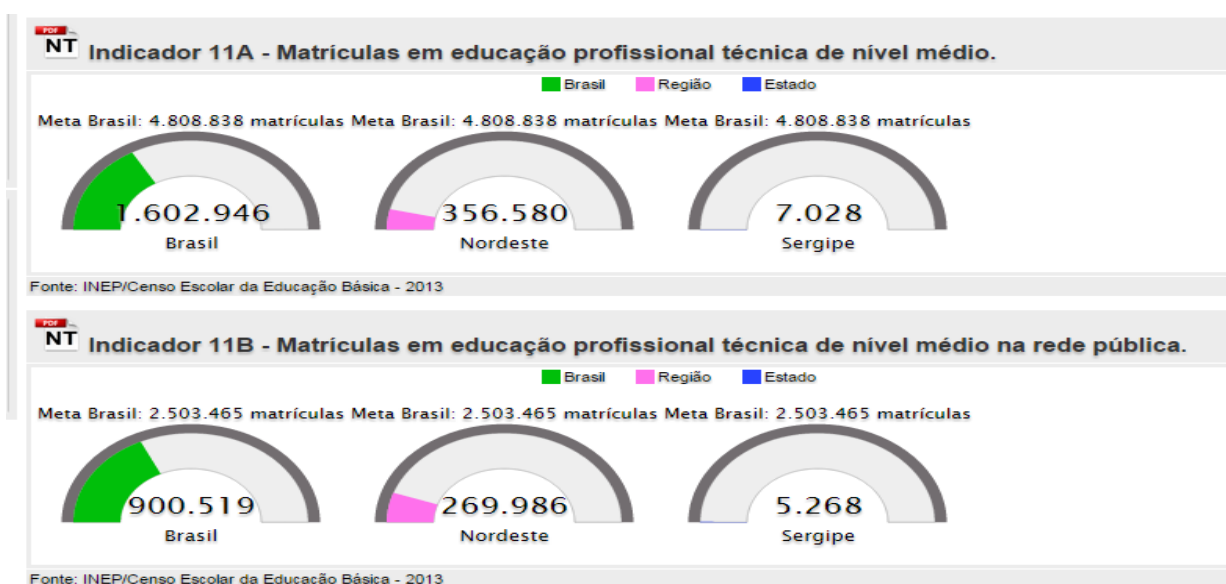 PDF
NT Indicador 11A - Matrículas em educação profissional técnica de nível médio.
Brasil Região Estado
Meta Brasil: 4.808.838 matrículas Meta Brasil: 4.808.838 matrículas Meta Brasil: 4.808.838 matrículas
1.602.946 356.580 7.028
Brasil Nordeste Sergipe
Fonte: INEP/Censo Escolar da Educação Básica - 2013
PDF
NT Indicador 11B - Matrículas em educação profissional técnica de nível médio na rede pública.
Brasil Região Estado
Meta Brasil: 2.503.465 matrículas Meta Brasil: 2.503.465 matrículas Meta Brasil: 2.503.465 matrículas
900.519 269.986 5.268
Brasil Nordeste Sergipe
Fonte: INEP/Censo Escolar da Educação Básica - 2013